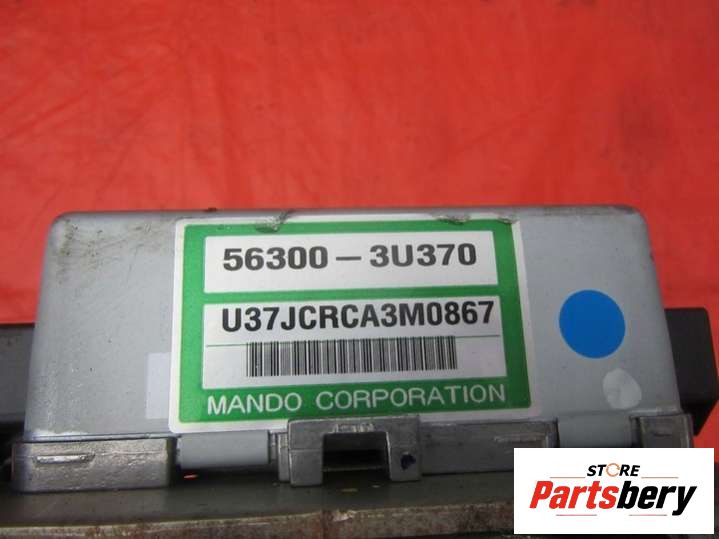 56300-3U370
U37JCRCA3M0867
MANDO CORPORATION
STORE
Partsbery